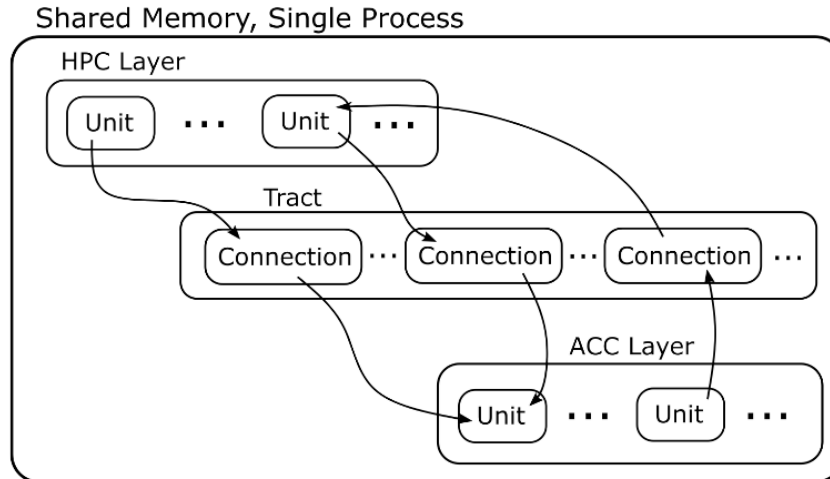 Shared Memory, Single Process
HPC Layer
Unit ... Unit ...
Tract
Connection ... Connection ... Connection ...
ACC Layer
Unit ... Unit ...